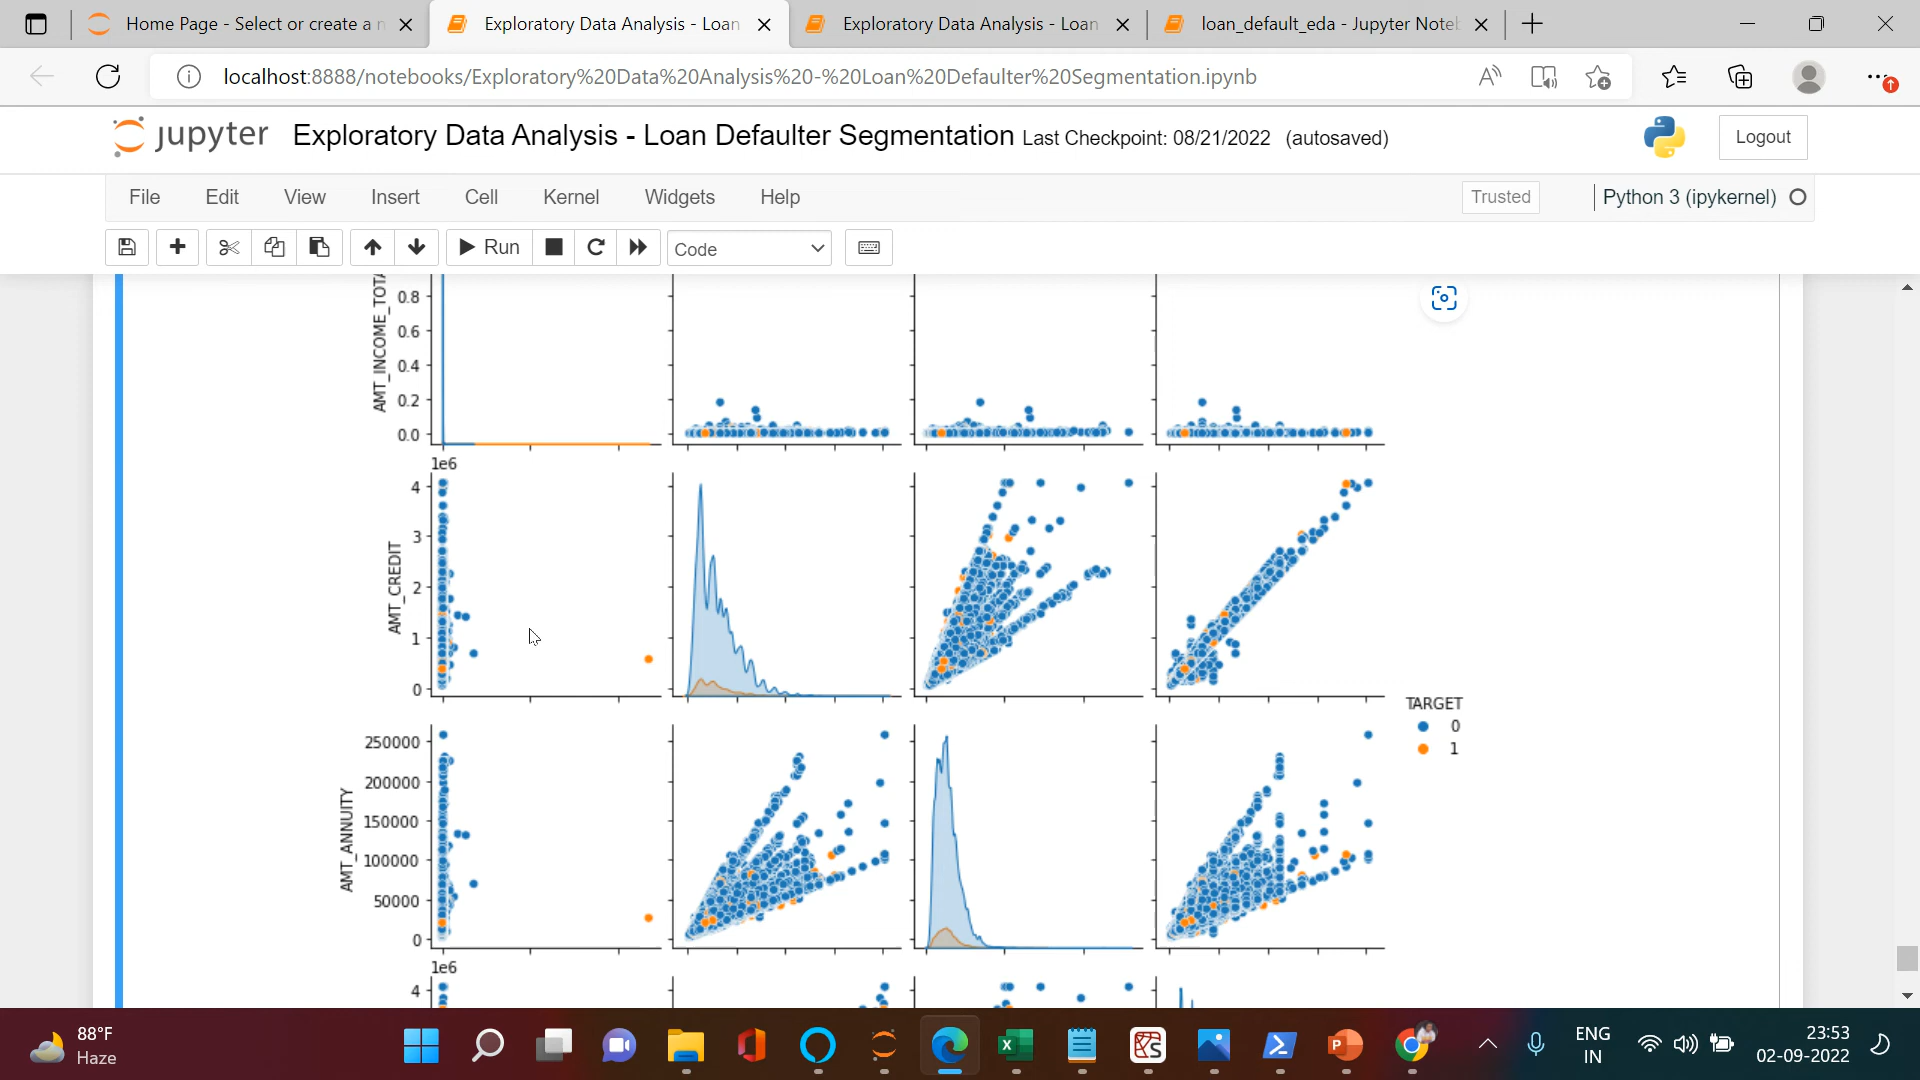 Home Page - Select or create a n
Exploratory Data Analysis - Loan
Exploratory Data Analysis - Loan
loan_default_eda - Jupyter Note
localhost:8888/notebooks/Exploratory%20Data%20Analysis%20-%20Loan%20Defaulter%20Segmentation.ipynb
jupyter Exploratory Data Analysis - Loan Defaulter Segmentation Last Checkpoint: 08/21/2022 (autosaved)
Logout
File Edit View Insert Cell Kernel Widgets Help
Trusted
Python 3 (ipykernel)
Run
Code
AMT_INCOME_TOTA
0.8
0.6
0.4
0.2
0.0
1e6
AMT_CREDIT
4
3
2
1
0
TARGET
0
1
AMT_ANNUITY
250000
200000
150000
100000
50000
0
1e6
4
88°F
Haze
ENG
IN
23:53
02-09-2022